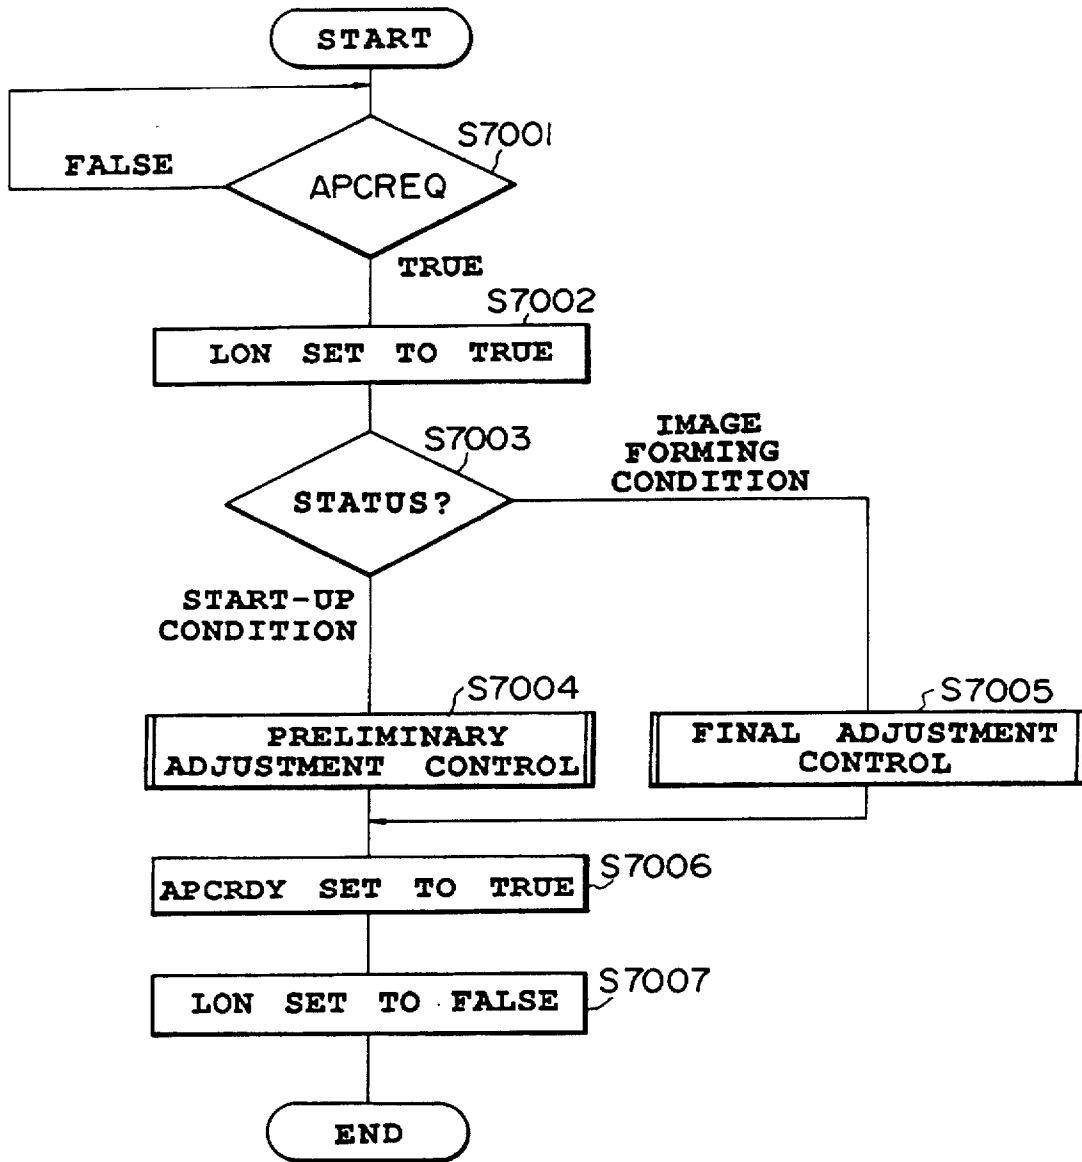 START
S7001
FALSE
APCREQ
TRUE
S7002
LON SET TO TRUE
S7003
IMAGE
FORMING
CONDITION
STATUS?
START-UP
CONDITION
S7004
PRELIMINARY
ADJUSTMENT CONTROL
S7005
FINAL ADJUSTMENT
CONTROL
S7006
APCRDY SET TO TRUE
S7007
LON SET TO FALSE
END